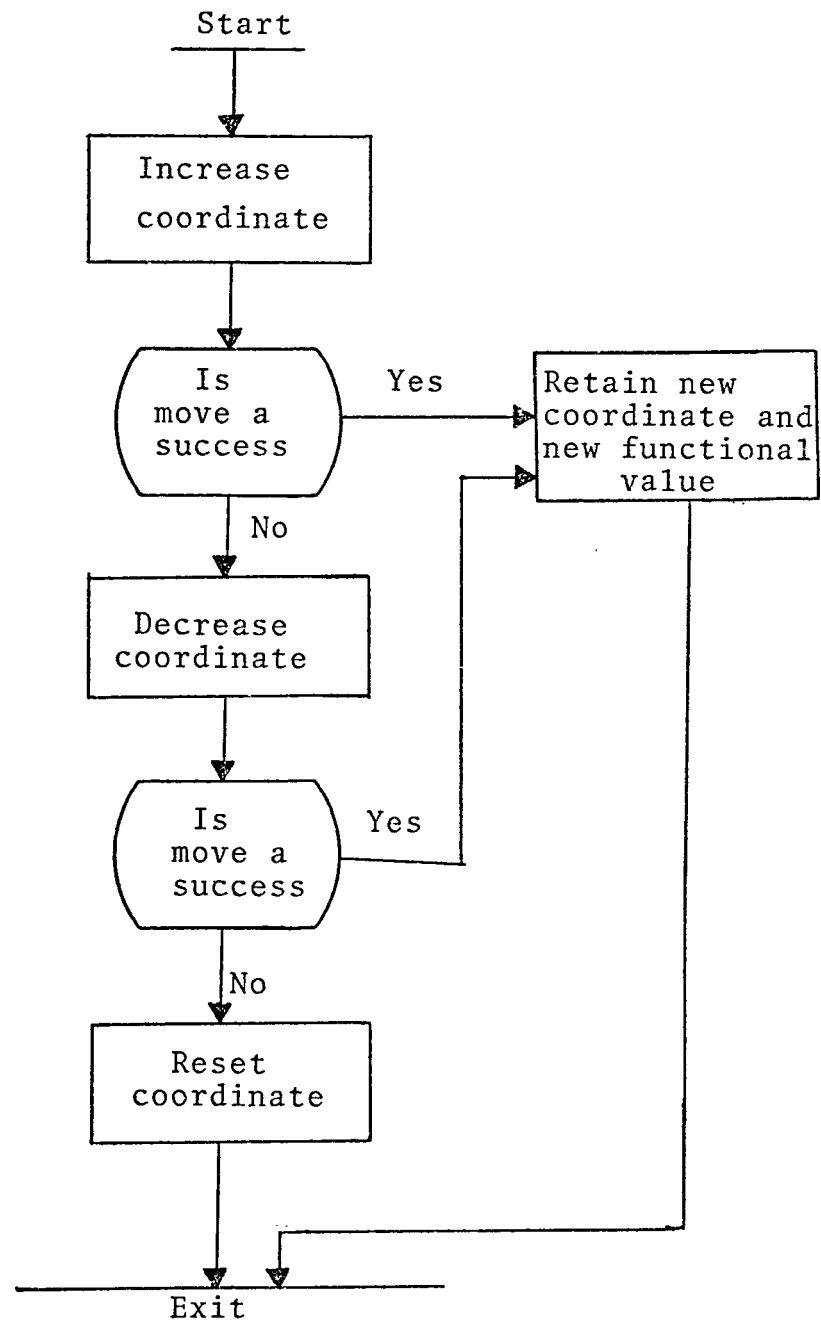 Start
Increase
coordinate
Is
move a
success
Yes
Retain new
coordinate and
new functional
value
No
Decrease
coordinate
Is
move a
success
Yes
No
Reset
coordinate
Exit